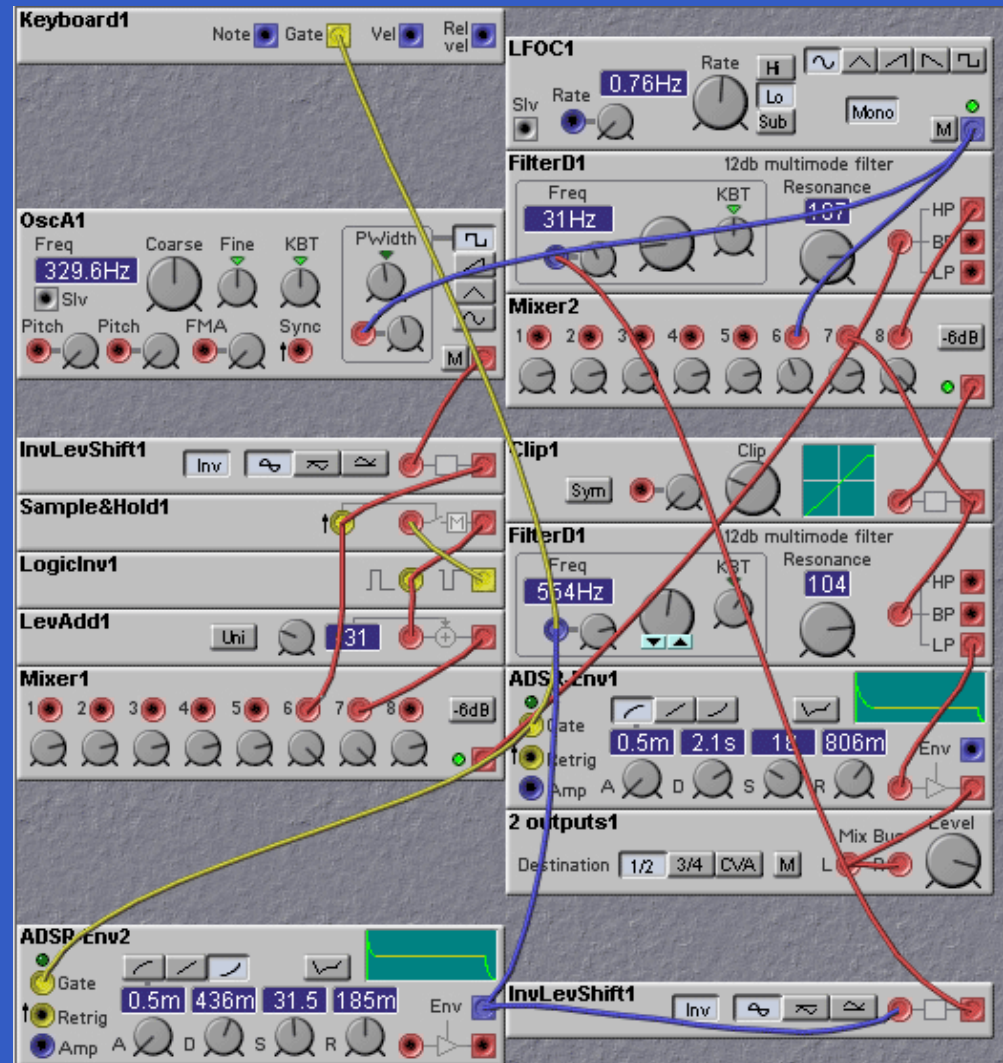 Keyboard1
Note Gate Vel Rel vel
OscA1
Freq Coarse Fine KBT PWidth
329.6Hz
Slv
Pitch Pitch FMA Sync
M
InvLevShift1
Inv
Sample&Hold1
M
LogicInv1
LevAdd1
Uni 31
Mixer1
1 2 3 4 5 6 7 8 -6dB
ADSR-Env2
Gate
0.5m 436m 31.5 185m Env
Retrig
Amp A D S R
LFOC1
Rate Hi
Slv Rate 0.76Hz Lo Mono
Sub M
FilterD1 12db multimode filter
Freq KBT Resonance
31Hz HP
BP
LP
Mixer2
1 2 3 4 5 6 7 8 -6dB
Clip1 Clip
Sym
FilterD1 12db multimode filter
Freq KBT Resonance
554Hz 104 HP
BP
LP
ADSR-Env1
Gate 0.5m 2.1s 18 806m Env
Retrig
Amp A D S R
2 outputs1 Mix Bus Level
Destination 1/2 3/4 CVA M L R
InvLevShift1
Inv